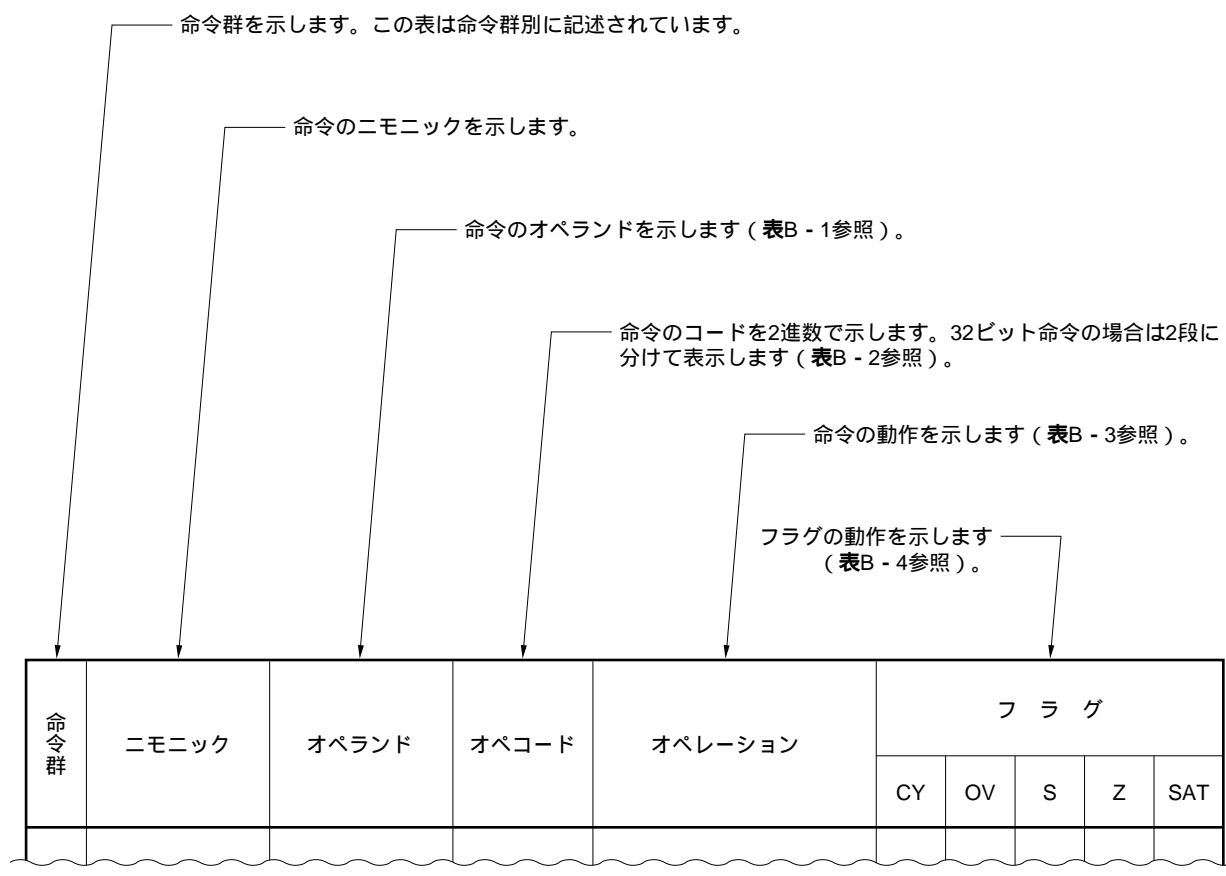 命令群を示します。この表は命令群別に記述されています。
命令のニモニックを示します。
命令のオペランドを示します（表B - 1参照）。
命令のコードを2進数で示します。32ビット命令の場合は2段に
分けて表示します（表B - 2参照）。
命令の動作を示します（表B - 3参照）。
フラグの動作を示します
（表B - 4参照）。
命令群
ニモニック
オペランド
オペコード
オペレーション
フ ラ グ
CY
OV
S
Z
SAT